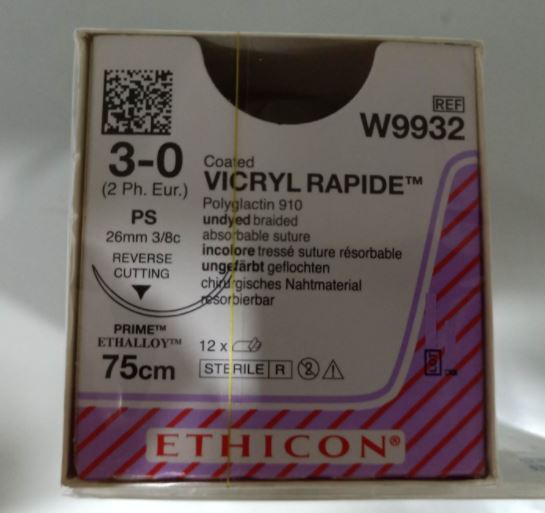 REF
W9932
3-0
(2 Ph. Eur.)
PS
26mm 3/8c
REVERSE
CUTTING
PRIME™
ETHALLOY™
75cm
Coated
VICRYL RAPIDE™
Polyglactin 910
undyed braided
absorbable suture
incolore tressé suture résorbable
ungefärbt geflochten
chirurgisches Nahtmaterial
resorbierbar
12 x
STERILE R
2
ETHICON®